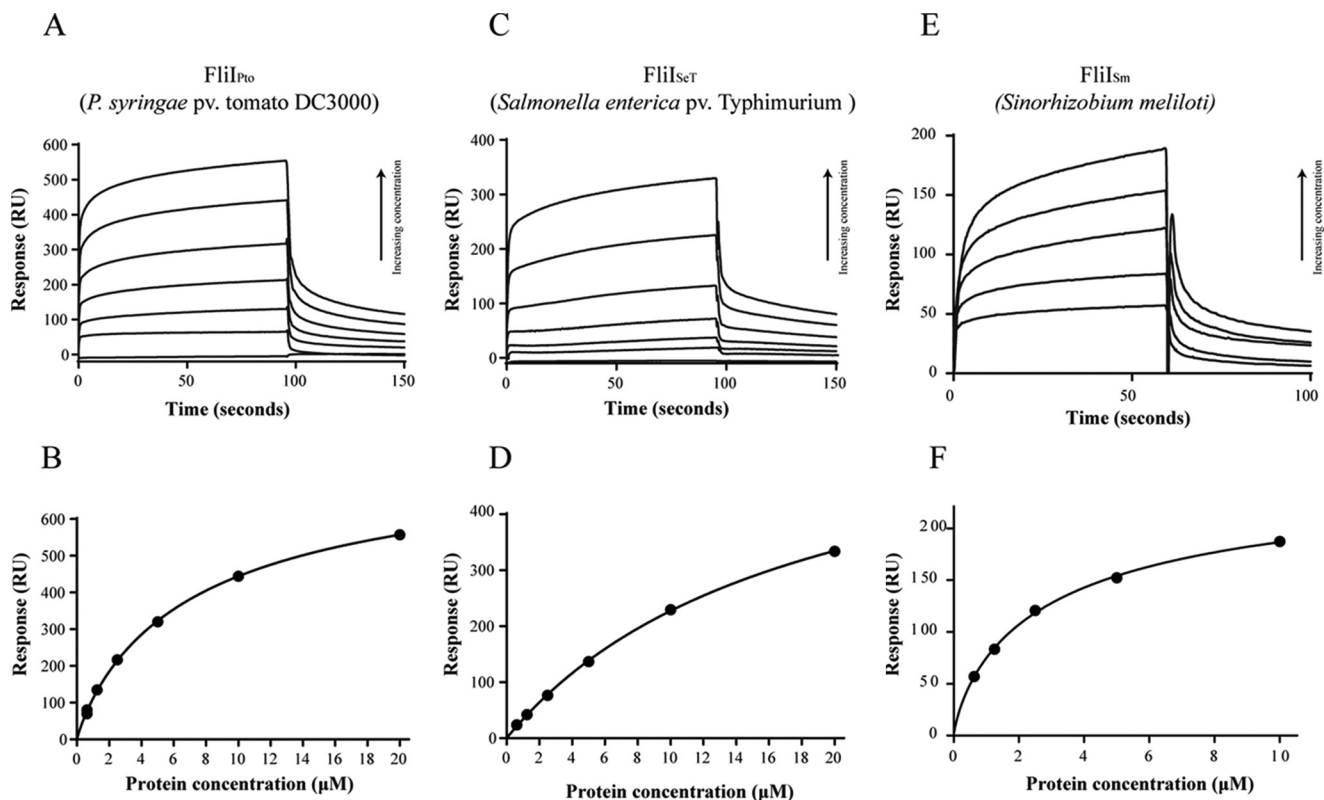 A
FliIPto
(P. syringae pv. tomato DC3000)
600
500
400
300
200
100
0
Response (RU)
0 50 100 150
Time (seconds)
Increasing concentration
C
FliISeT
(Salmonella enterica pv. Typhimurium )
400
300
200
100
0
Response (RU)
0 50 100 150
Time (seconds)
Increasing concentration
E
FliISm
(Sinorhizobium meliloti)
200
150
100
50
0
Response (RU)
0 50 100
Time (seconds)
Increasing concentration
B
600
500
400
300
200
100
0
Response (RU)
0 2 4 6 8 10 12 14 16 18 20
Protein concentration (µM)
D
400
300
200
100
0
Response (RU)
0 2 4 6 8 10 12 14 16 18 20
Protein concentration (µM)
F
200
150
100
50
0
Response (RU)
0 2 4 6 8 10
Protein concentration (µM)